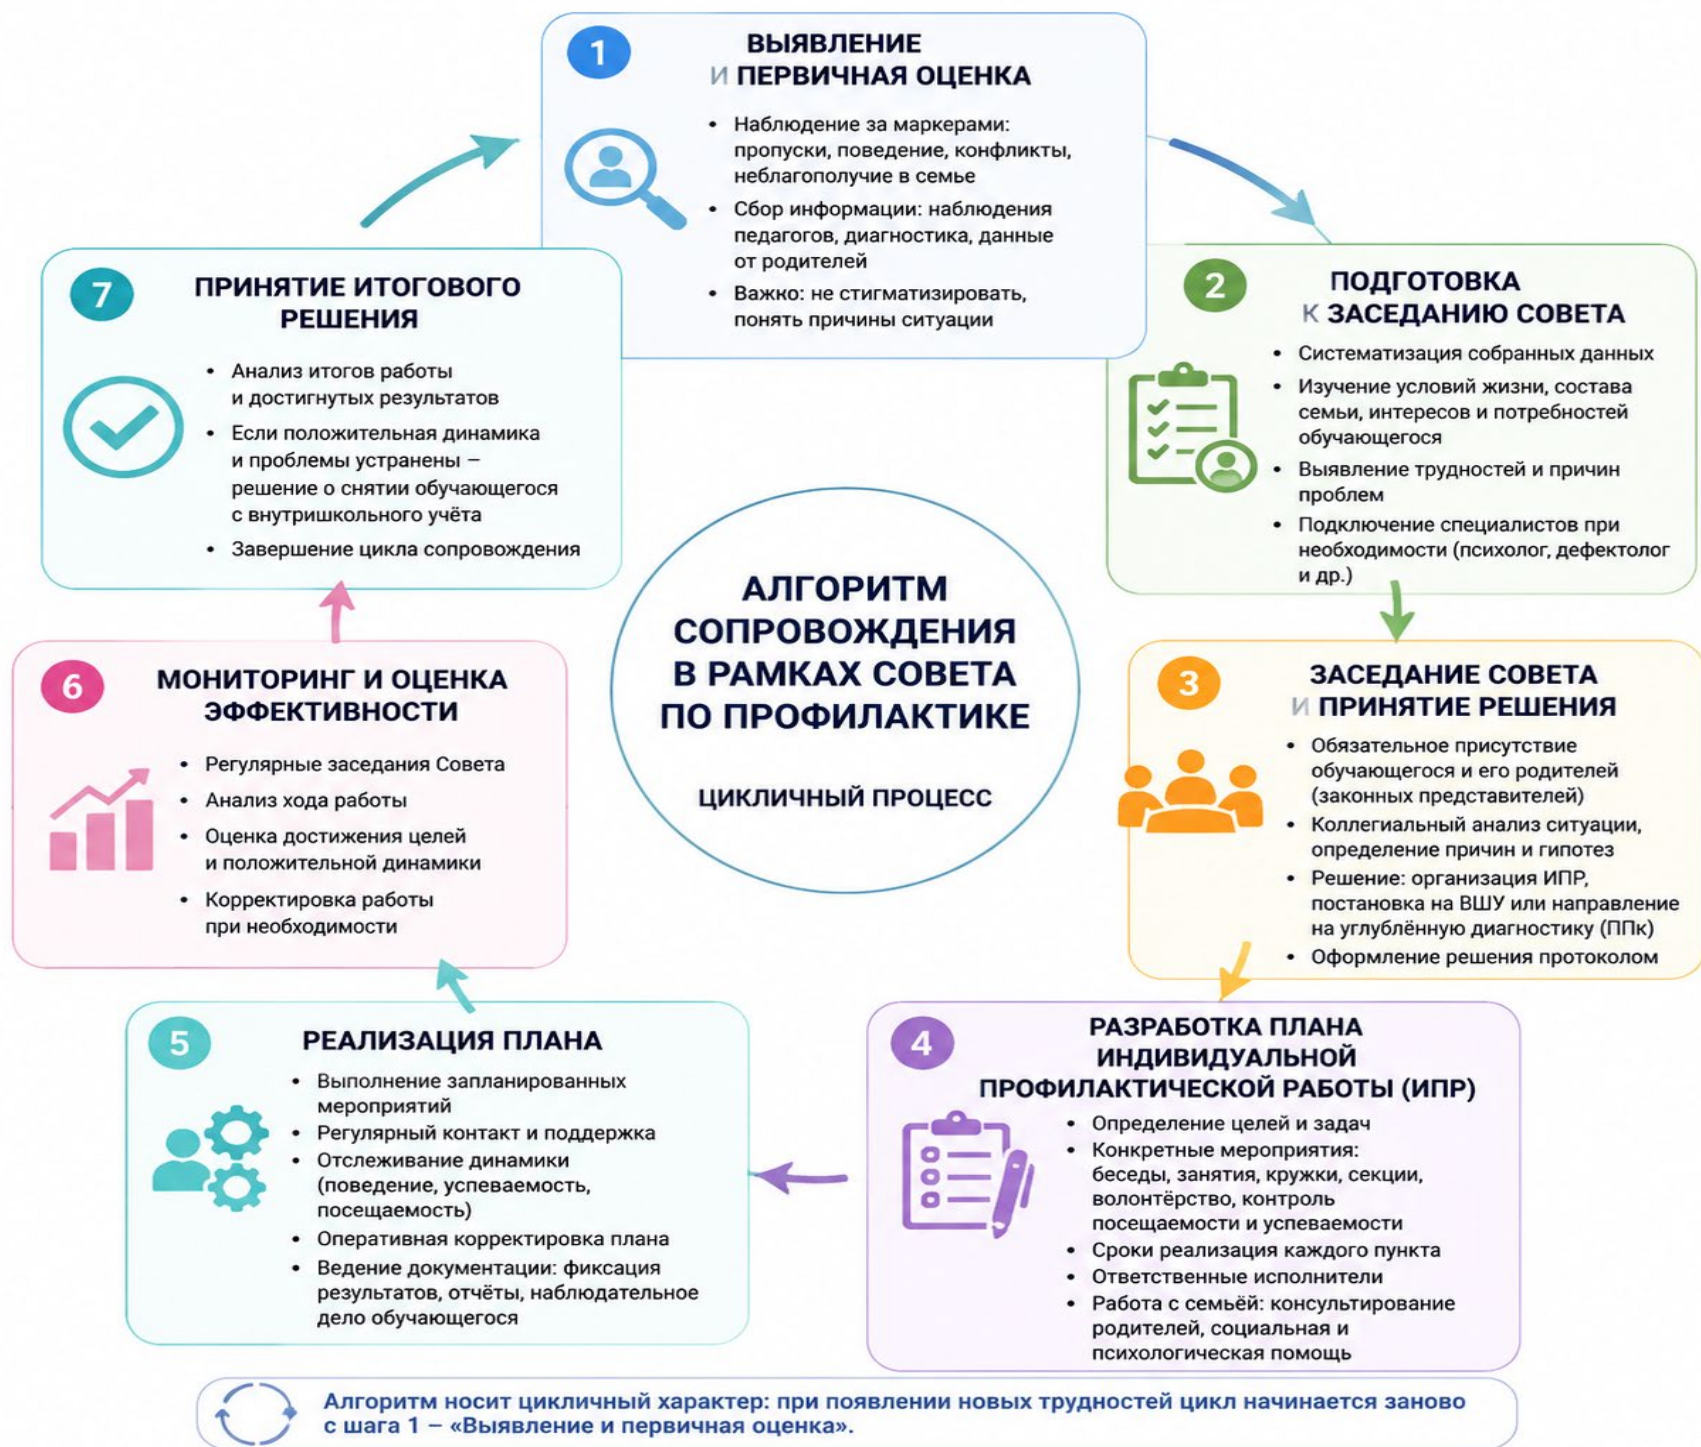 1
ВЫЯВЛЕНИЕ
И ПЕРВИЧНАЯ ОЦЕНКА
• Наблюдение за маркерами:
пропуски, поведение, конфликты,
неблагополучие в семье
• Сбор информации: наблюдения
педагогов, диагностика, данные
от родителей
• Важно: не стигматизировать,
понять причины ситуации
2
ПОДГОТОВКА
К ЗАСЕДАНИЮ СОВЕТА
• Систематизация собранных данных
• Изучение условий жизни, состава
семьи, интересов и потребностей
обучающегося
• Выявление трудностей и причин
проблем
• Подключение специалистов при
необходимости (психолог, дефектолог
и др.)
3
ЗАСЕДАНИЕ СОВЕТА
И ПРИНЯТИЕ РЕШЕНИЯ
• Обязательное присутствие
обучающегося и его родителей
(законных представителей)
• Коллегиальный анализ ситуации,
определение причин и гипотез
• Решение: организация ИПР,
постановка на ВШУ или направление
на углублённую диагностику (ППк)
• Оформление решения протоколом
4
РАЗРАБОТКА ПЛАНА
ИНДИВИДУАЛЬНОЙ
ПРОФИЛАКТИЧЕСКОЙ РАБОТЫ (ИПР)
• Определение целей и задач
• Конкретные мероприятия:
беседы, занятия, кружки, секции,
волонтёрство, контроль
посещаемости и успеваемости
• Сроки реализация каждого пункта
• Ответственные исполнители
• Работа с семьёй: консультирование
родителей, социальная и
психологическая помощь
5
РЕАЛИЗАЦИЯ ПЛАНА
• Выполнение запланированных
мероприятий
• Регулярный контакт и поддержка
• Отслеживание динамики
(поведение, успеваемость,
посещаемость)
• Оперативная корректировка плана
• Ведение документации: фиксация
результатов, отчёты, наблюдательное
дело обучающегося
6
МОНИТОРИНГ И ОЦЕНКА
ЭФФЕКТИВНОСТИ
• Регулярные заседания Совета
• Анализ хода работы
• Оценка достижения целей
и положительной динамики
• Корректировка работы
при необходимости
7
ПРИНЯТИЕ ИТОГОВОГО
РЕШЕНИЯ
• Анализ итогов работы
и достигнутых результатов
• Если положительная динамика
и проблемы устранены –
решение о снятии обучающегося
с внутришкольного учёта
• Завершение цикла сопровождения
АЛГОРИТМ
СОПРОВОЖДЕНИЯ
В РАМКАХ СОВЕТА
ПО ПРОФИЛАКТИКЕ
ЦИКЛИЧНЫЙ ПРОЦЕСС
Алгоритм носит цикличный характер: при появлении новых трудностей цикл начинается заново
с шага 1 – «Выявление и первичная оценка».